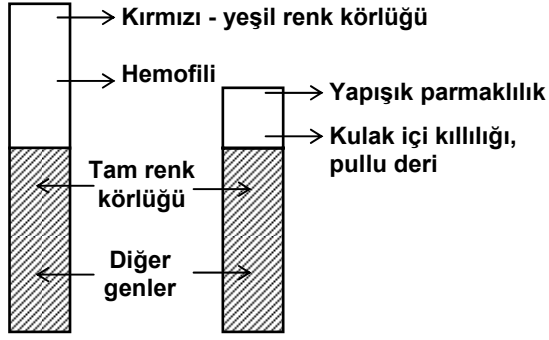 Kırmızı - yeşil renk körlüğü
Hemofili
Yapışık parmaklılık
Kulak içi kıllılığı,
pullu deri
Tam renk
körlüğü
Diğer
genler